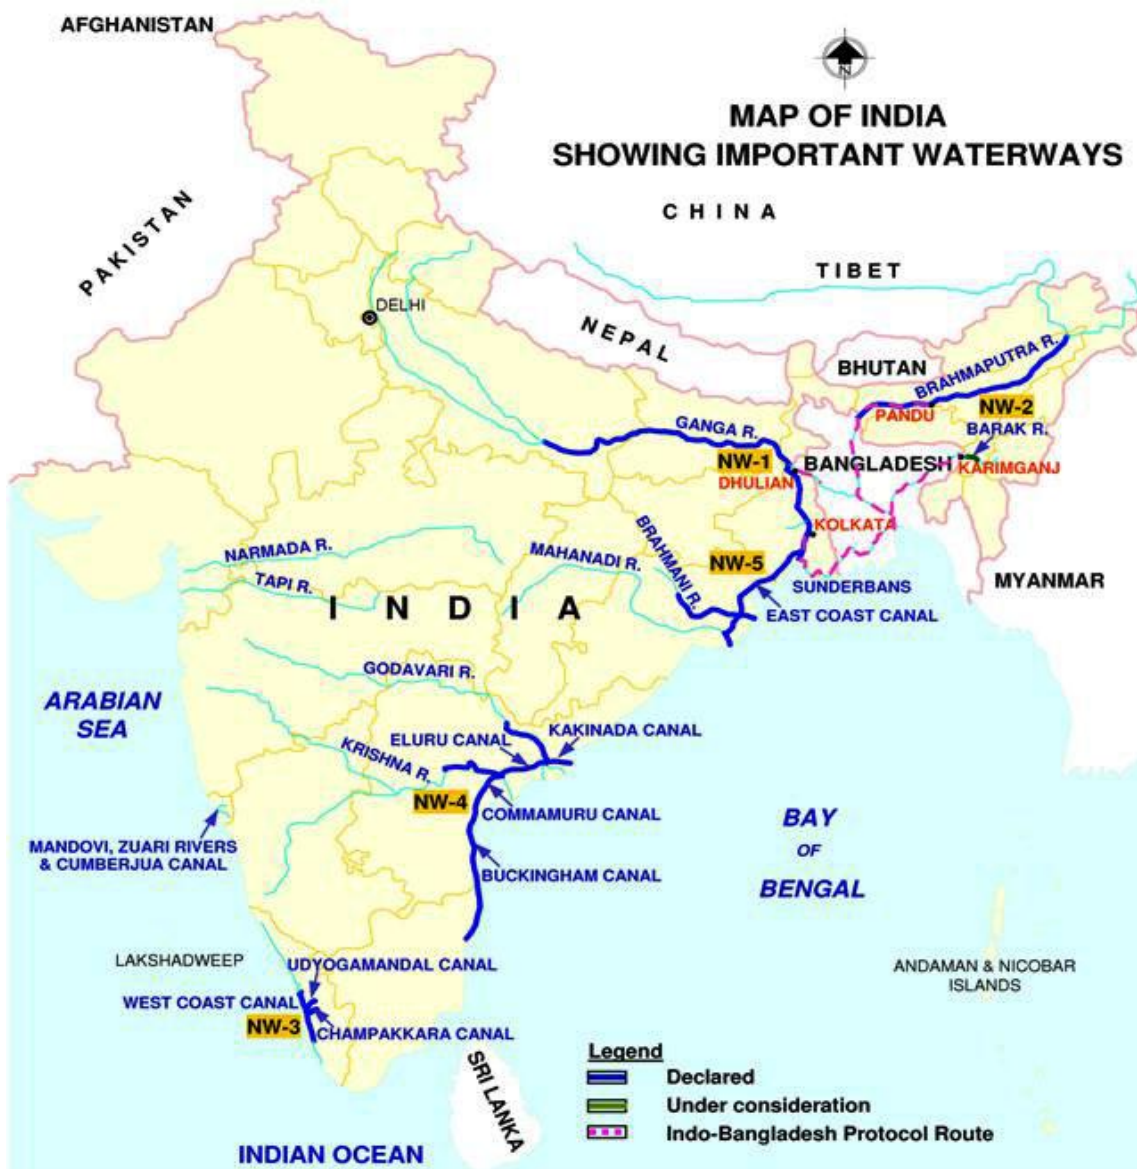 AFGHANISTAN
N
MAP OF INDIA
SHOWING IMPORTANT WATERWAYS
CHINA
PAKISTAN
TIBET
DELHI
NEPAL
BHUTAN
BRAHMAPUTRA R.
PANDU
NW-2
GANGA R.
BARAK R.
NW-1
BANGLADESH
KARIMGANJ
DHULIAN
KOLKATA
NARMADA R.
MAHANADI R.
BRAHMANI R.
NW-5
TAPI R.
SUNDERBANS
MYANMAR
INDIA
EAST COAST CANAL
GODAVARI R.
ARABIAN
SEA
KAKINADA CANAL
ELURU CANAL
KRISHNA R.
NW-4
COMMAMURU CANAL
BAY
OF
BENGAL
MANDOVI, ZUARI RIVERS
& CUMBERJUA CANAL
BUCKINGHAM CANAL
LAKSHADWEEP
UDYOGAMANDAL CANAL
ANDAMAN & NICOBAR
ISLANDS
WEST COAST CANAL
NW-3
CHAMPAKKARA CANAL
SRI LANKA
Legend
Declared
Under consideration
Indo-Bangladesh Protocol Route
INDIAN OCEAN